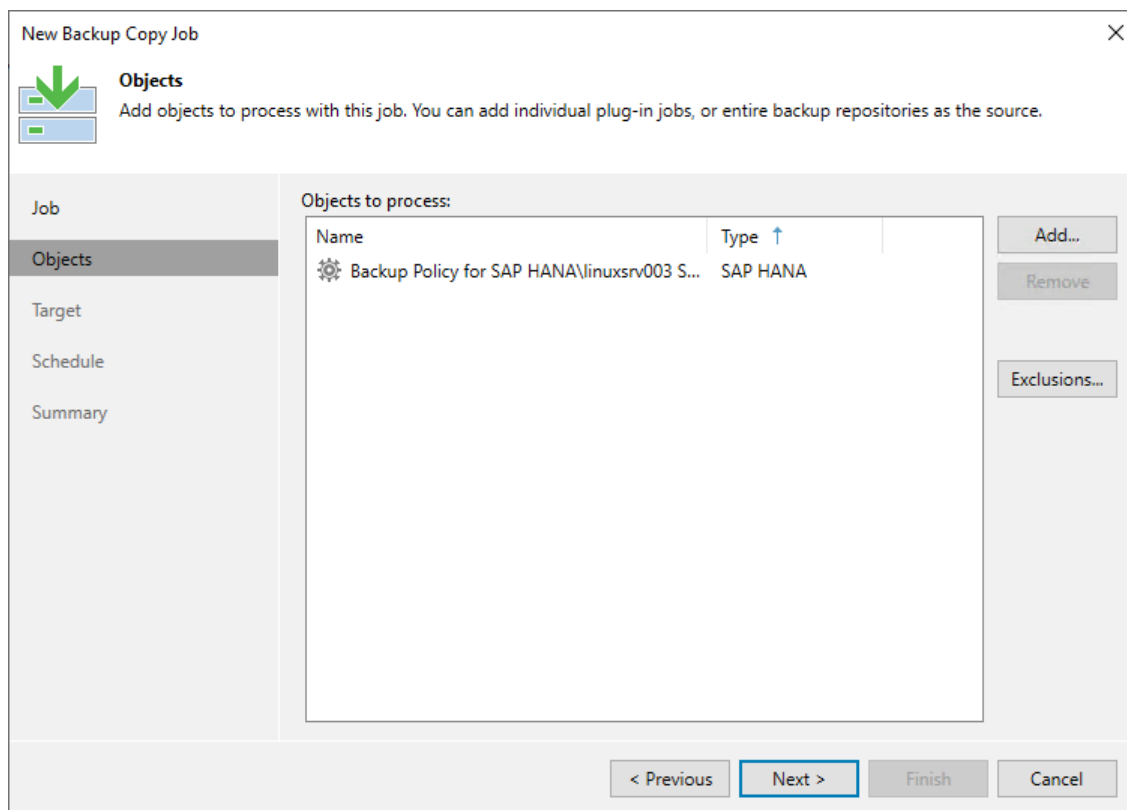 New Backup Copy Job
Objects
Add objects to process with this job. You can add individual plug-in jobs, or entire backup repositories as the source.
Job
Objects
Target
Schedule
Summary
Objects to process:
Name Type
Backup Policy for SAP HANA\linuxsrv003 S... SAP HANA
Add...
Remove
Exclusions...
< Previous Next > Finish Cancel